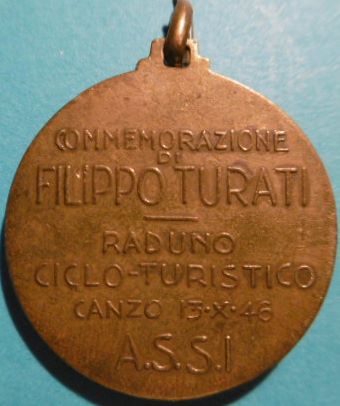 COMMEMORAZIONE
DI
FILIPPO TURATI
RADUNO
CICLO-TURISTICO
CANZO 13·X·46
A.S.S.I